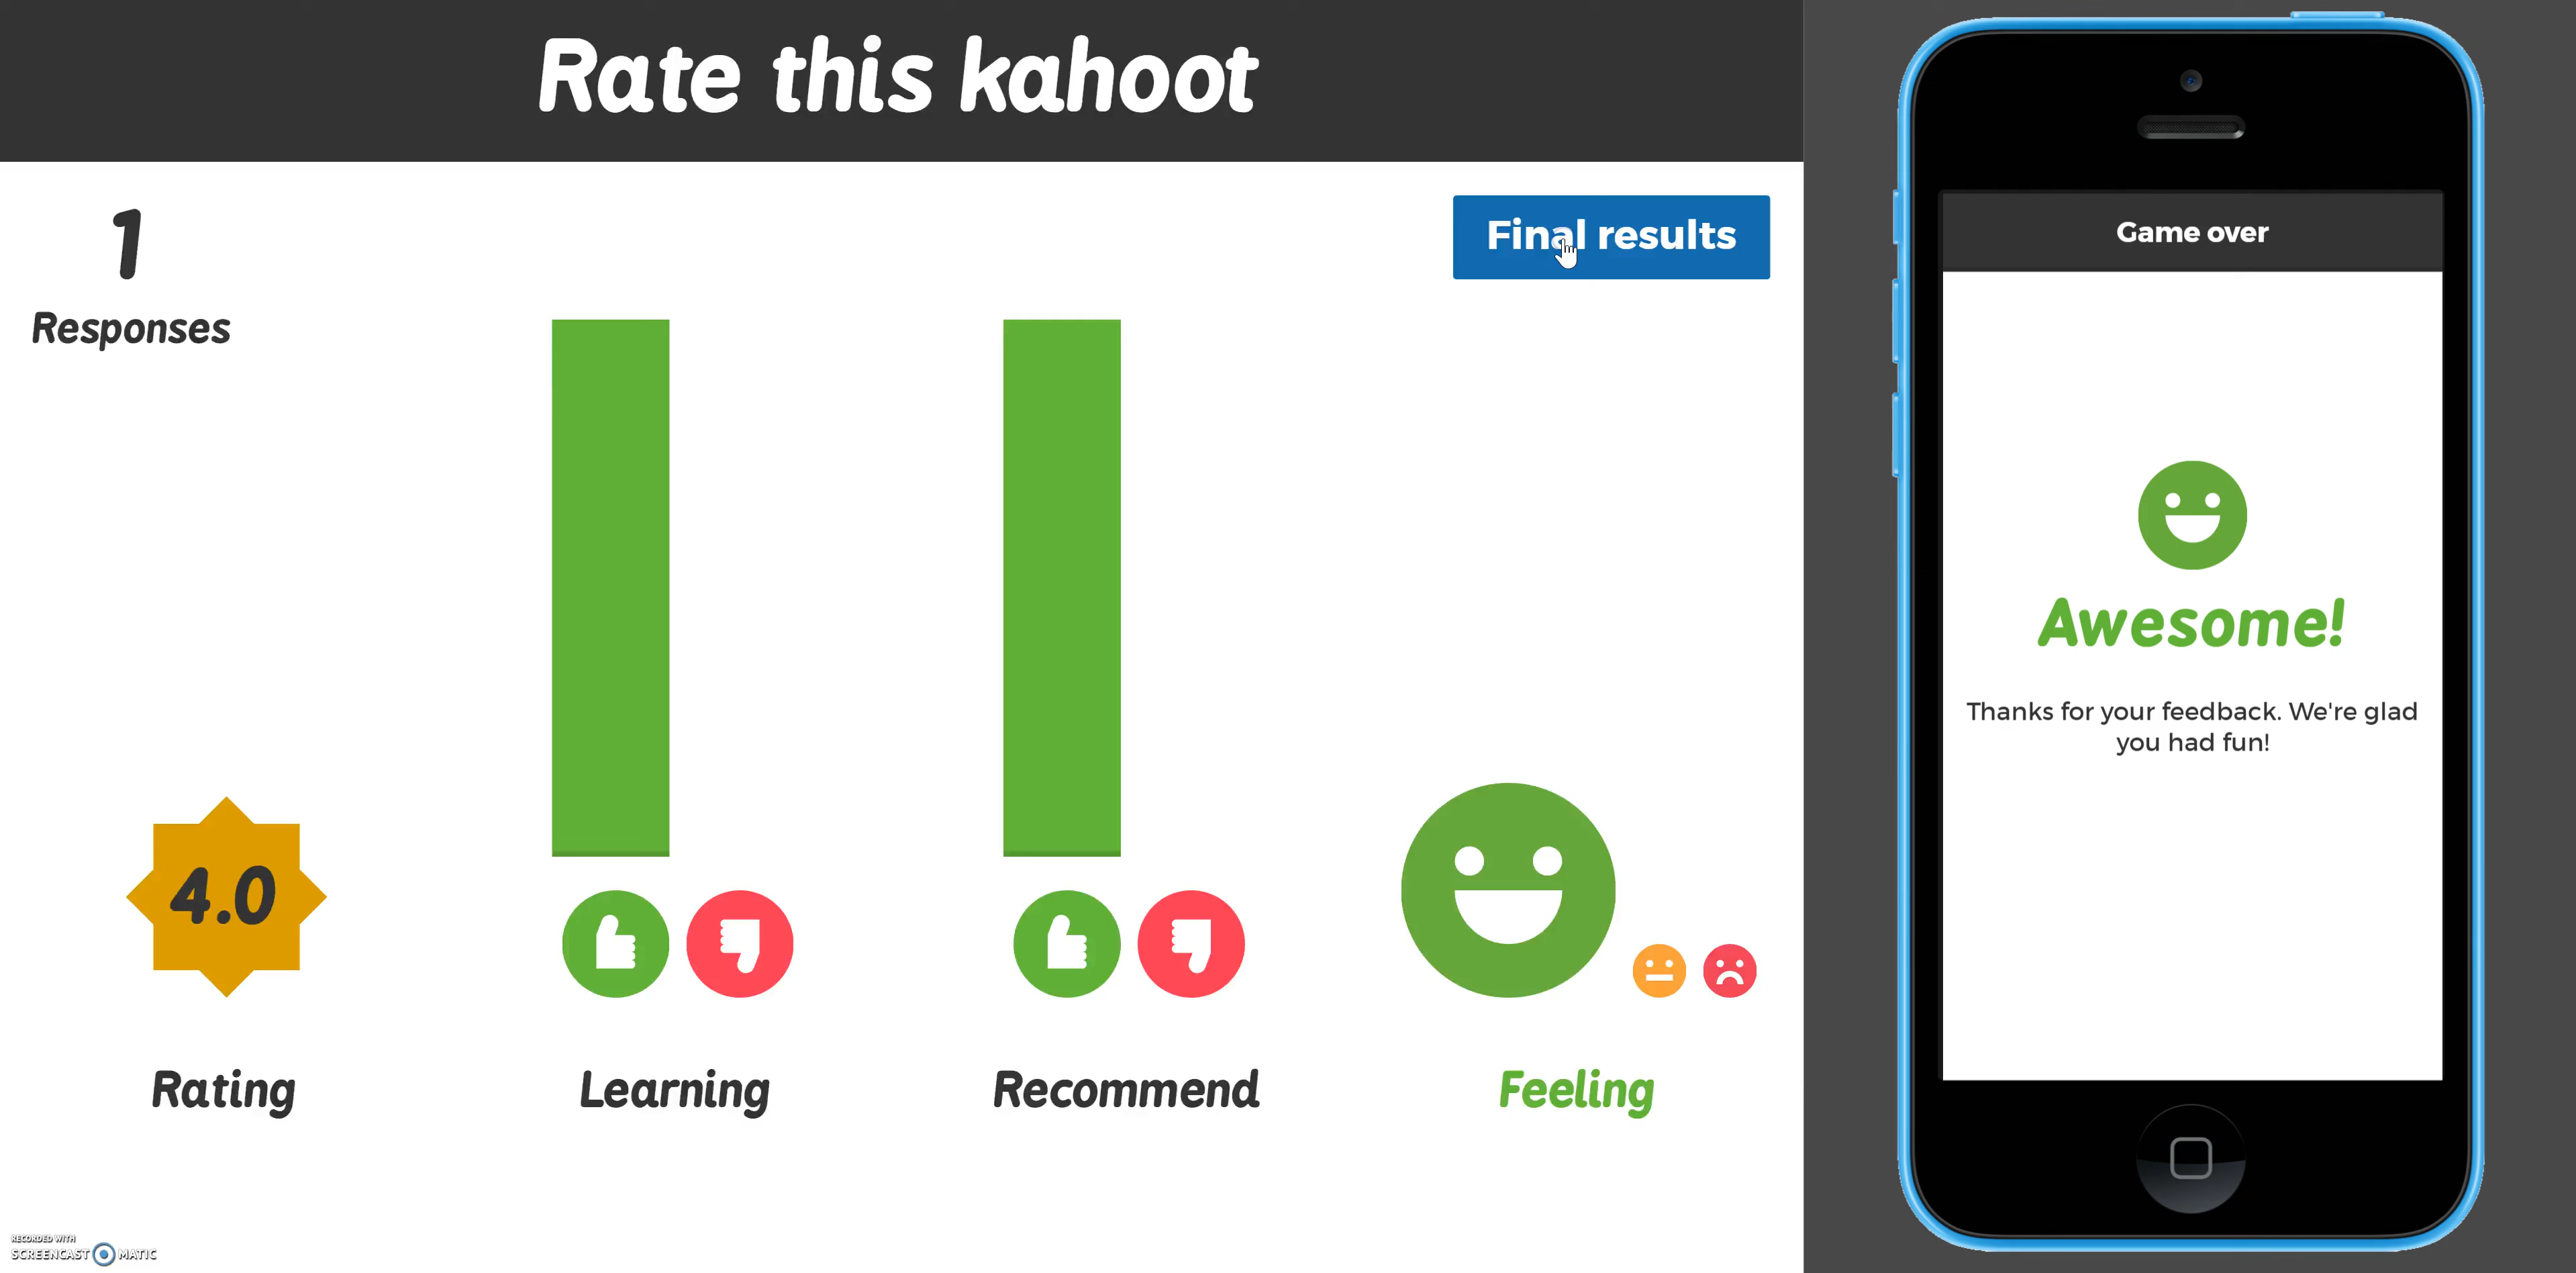 Rate this kahoot
1
Responses
Final results
4.0
Rating
Learning
Recommend
Feeling
RECORDED WITH
SCREENCAST MATIC
Game over
Awesome!
Thanks for your feedback. We're glad
you had fun!